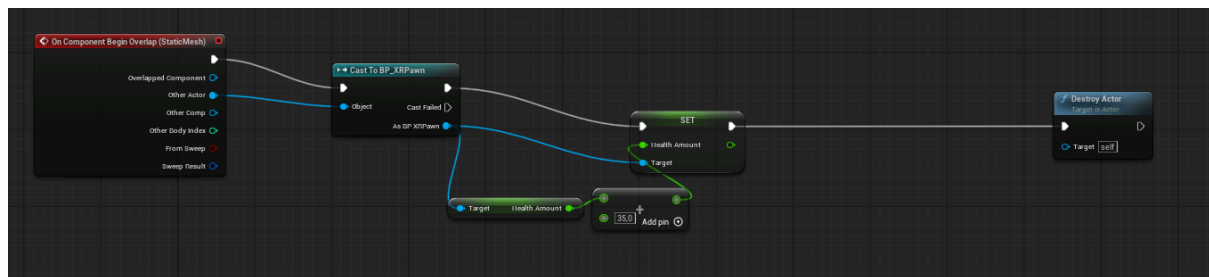 On Component Begin Overlap (StaticMesh)
Overlapped Component
Other Actor
Other Comp
Other Body Index
From Sweep
Sweep Result
Cast To BP_XRPawn
Object
Cast Failed
As BP XRPawn
Target
Health Amount
SET
Health Amount
Target
35,0
Add pin
f Destroy Actor
Target is Actor
Target self